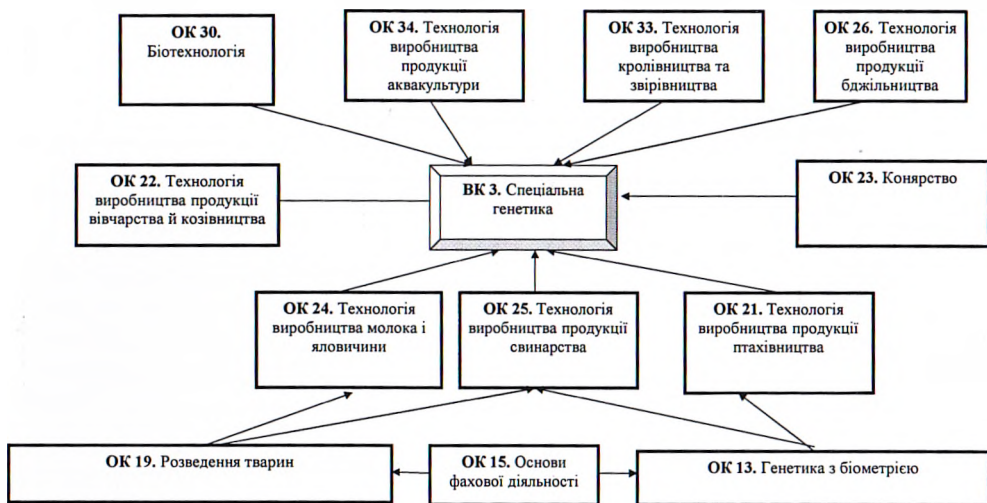 ОК 30.
Біотехнологія
ОК 34. Технологія
виробництва
продукції
аквакультури
ОК 33. Технологія
виробництва
кролівництва та
звірівництва
ОК 26. Технологія
виробництва
продукції
бджільництва
ОК 22. Технологія
виробництва продукції
вівчарства й козівництва
ВК 3. Спеціальна
генетика
ОК 23. Конярство
ОК 24. Технологія
виробництва молока і
яловичини
ОК 25. Технологія
виробництва продукції
свинарства
ОК 21. Технологія
виробництва продукції
птахівництва
ОК 19. Розведення тварин
ОК 15. Основи
фахової діяльності
ОК 13. Генетика з біометрією